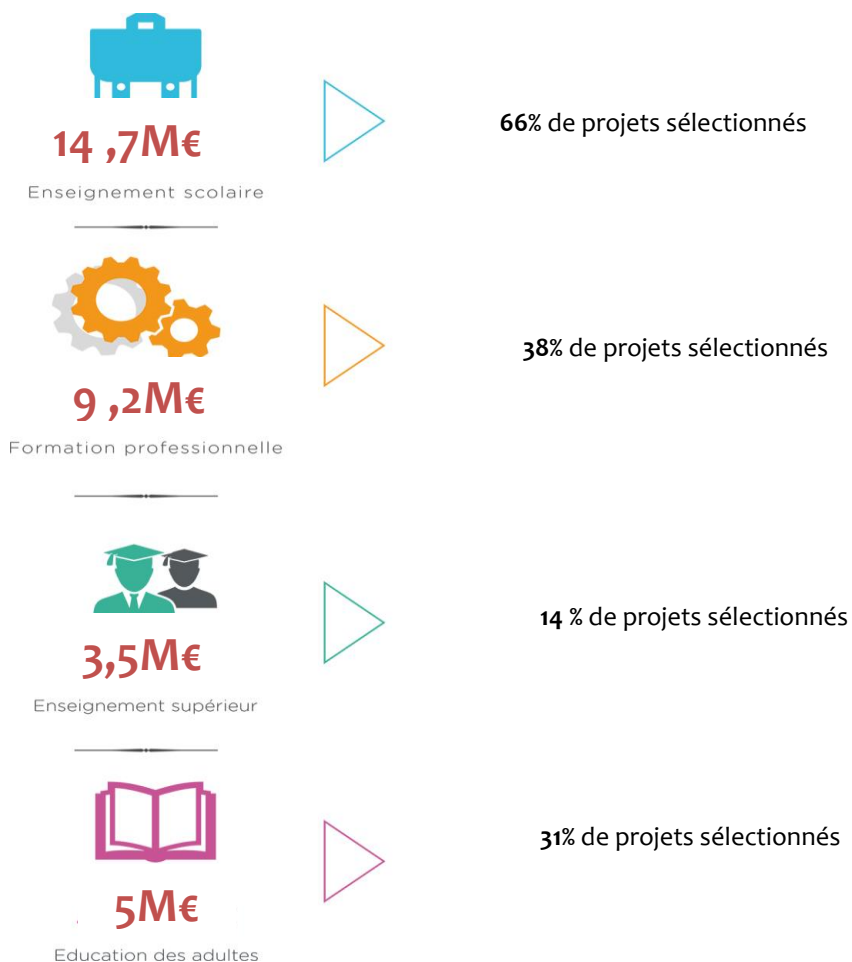 14 ,7M€
66% de projets sélectionnés
Enseignement scolaire
9 ,2M€
38% de projets sélectionnés
Formation professionnelle
3,5M€
14 % de projets sélectionnés
Enseignement supérieur
5M€
31% de projets sélectionnés
Education des adultes